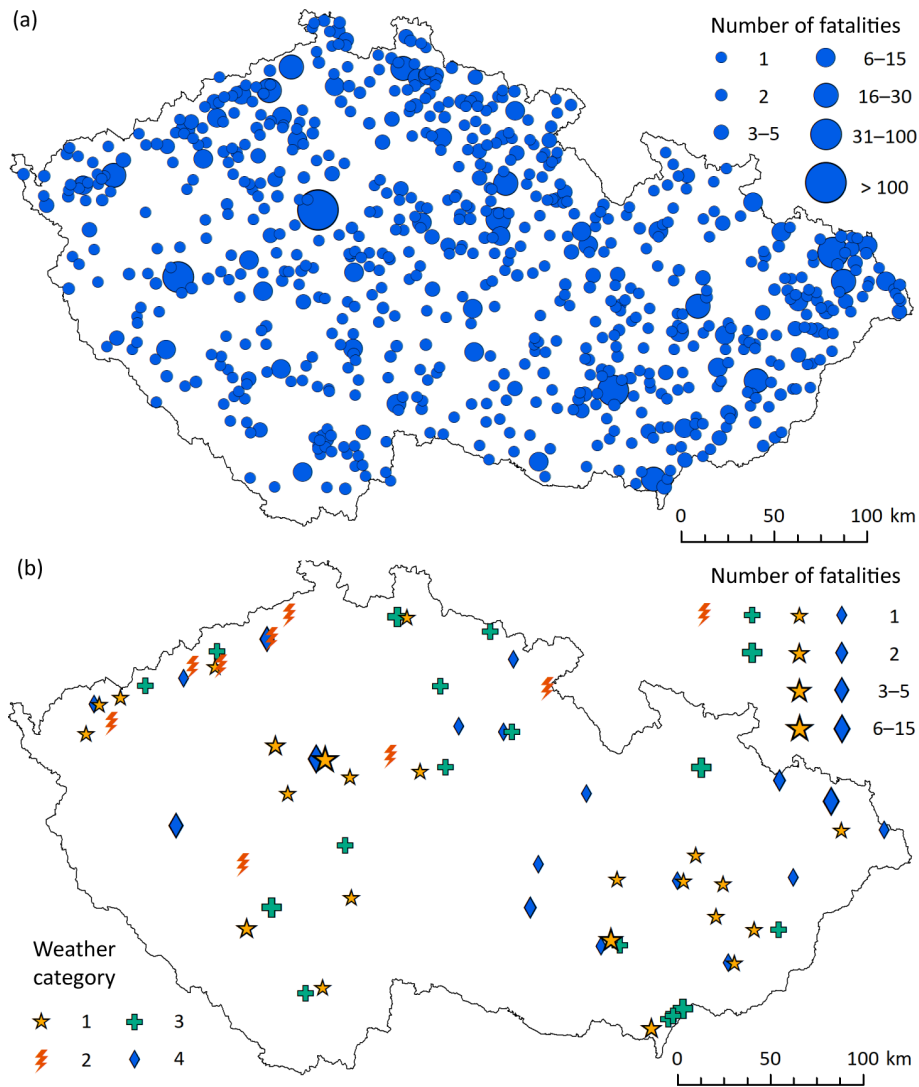 (a)
Number of fatalities
1 6–15
2 16–30
3–5 31–100
> 100
0 50 100 km
(b)
Number of fatalities
1
2
3–5
6–15
Weather
category
1 3
2 4
0 50 100 km